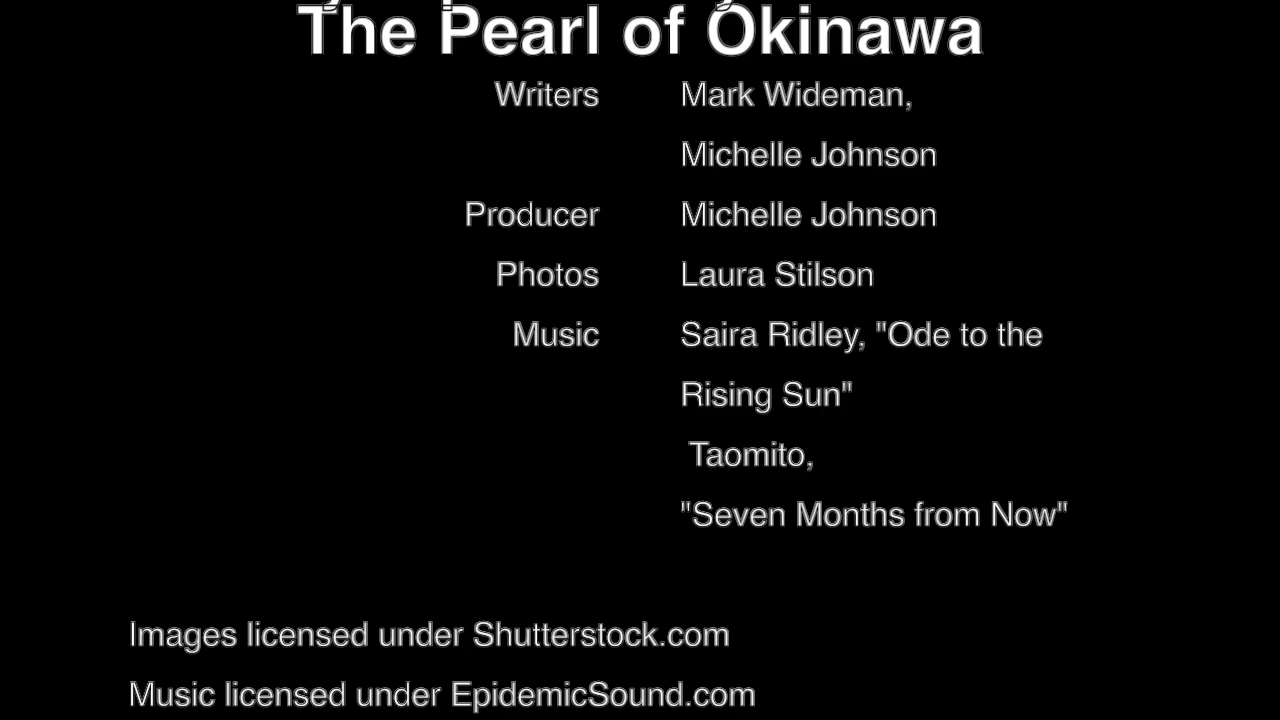 The Pearl of Okinawa
Writers Mark Wideman,
Michelle Johnson
Producer Michelle Johnson
Photos Laura Stilson
Music Saira Ridley, "Ode to the
Rising Sun"
Taomito,
"Seven Months from Now"
Images licensed under Shutterstock.com
Music licensed under EpidemicSound.com